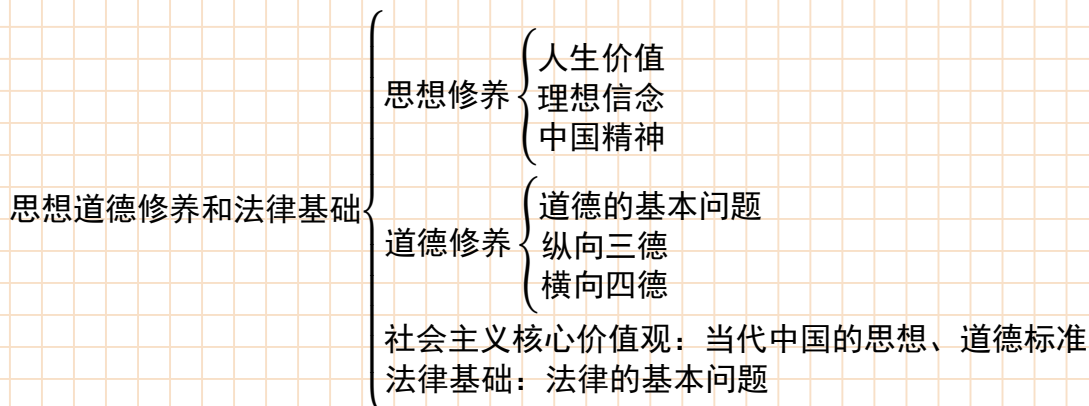 思想道德修养和法律基础
思想修养
人生价值
理想信念
中国精神
道德修养
道德的基本问题
纵向三德
横向四德
社会主义核心价值观：当代中国的思想、道德标准
法律基础：法律的基本问题